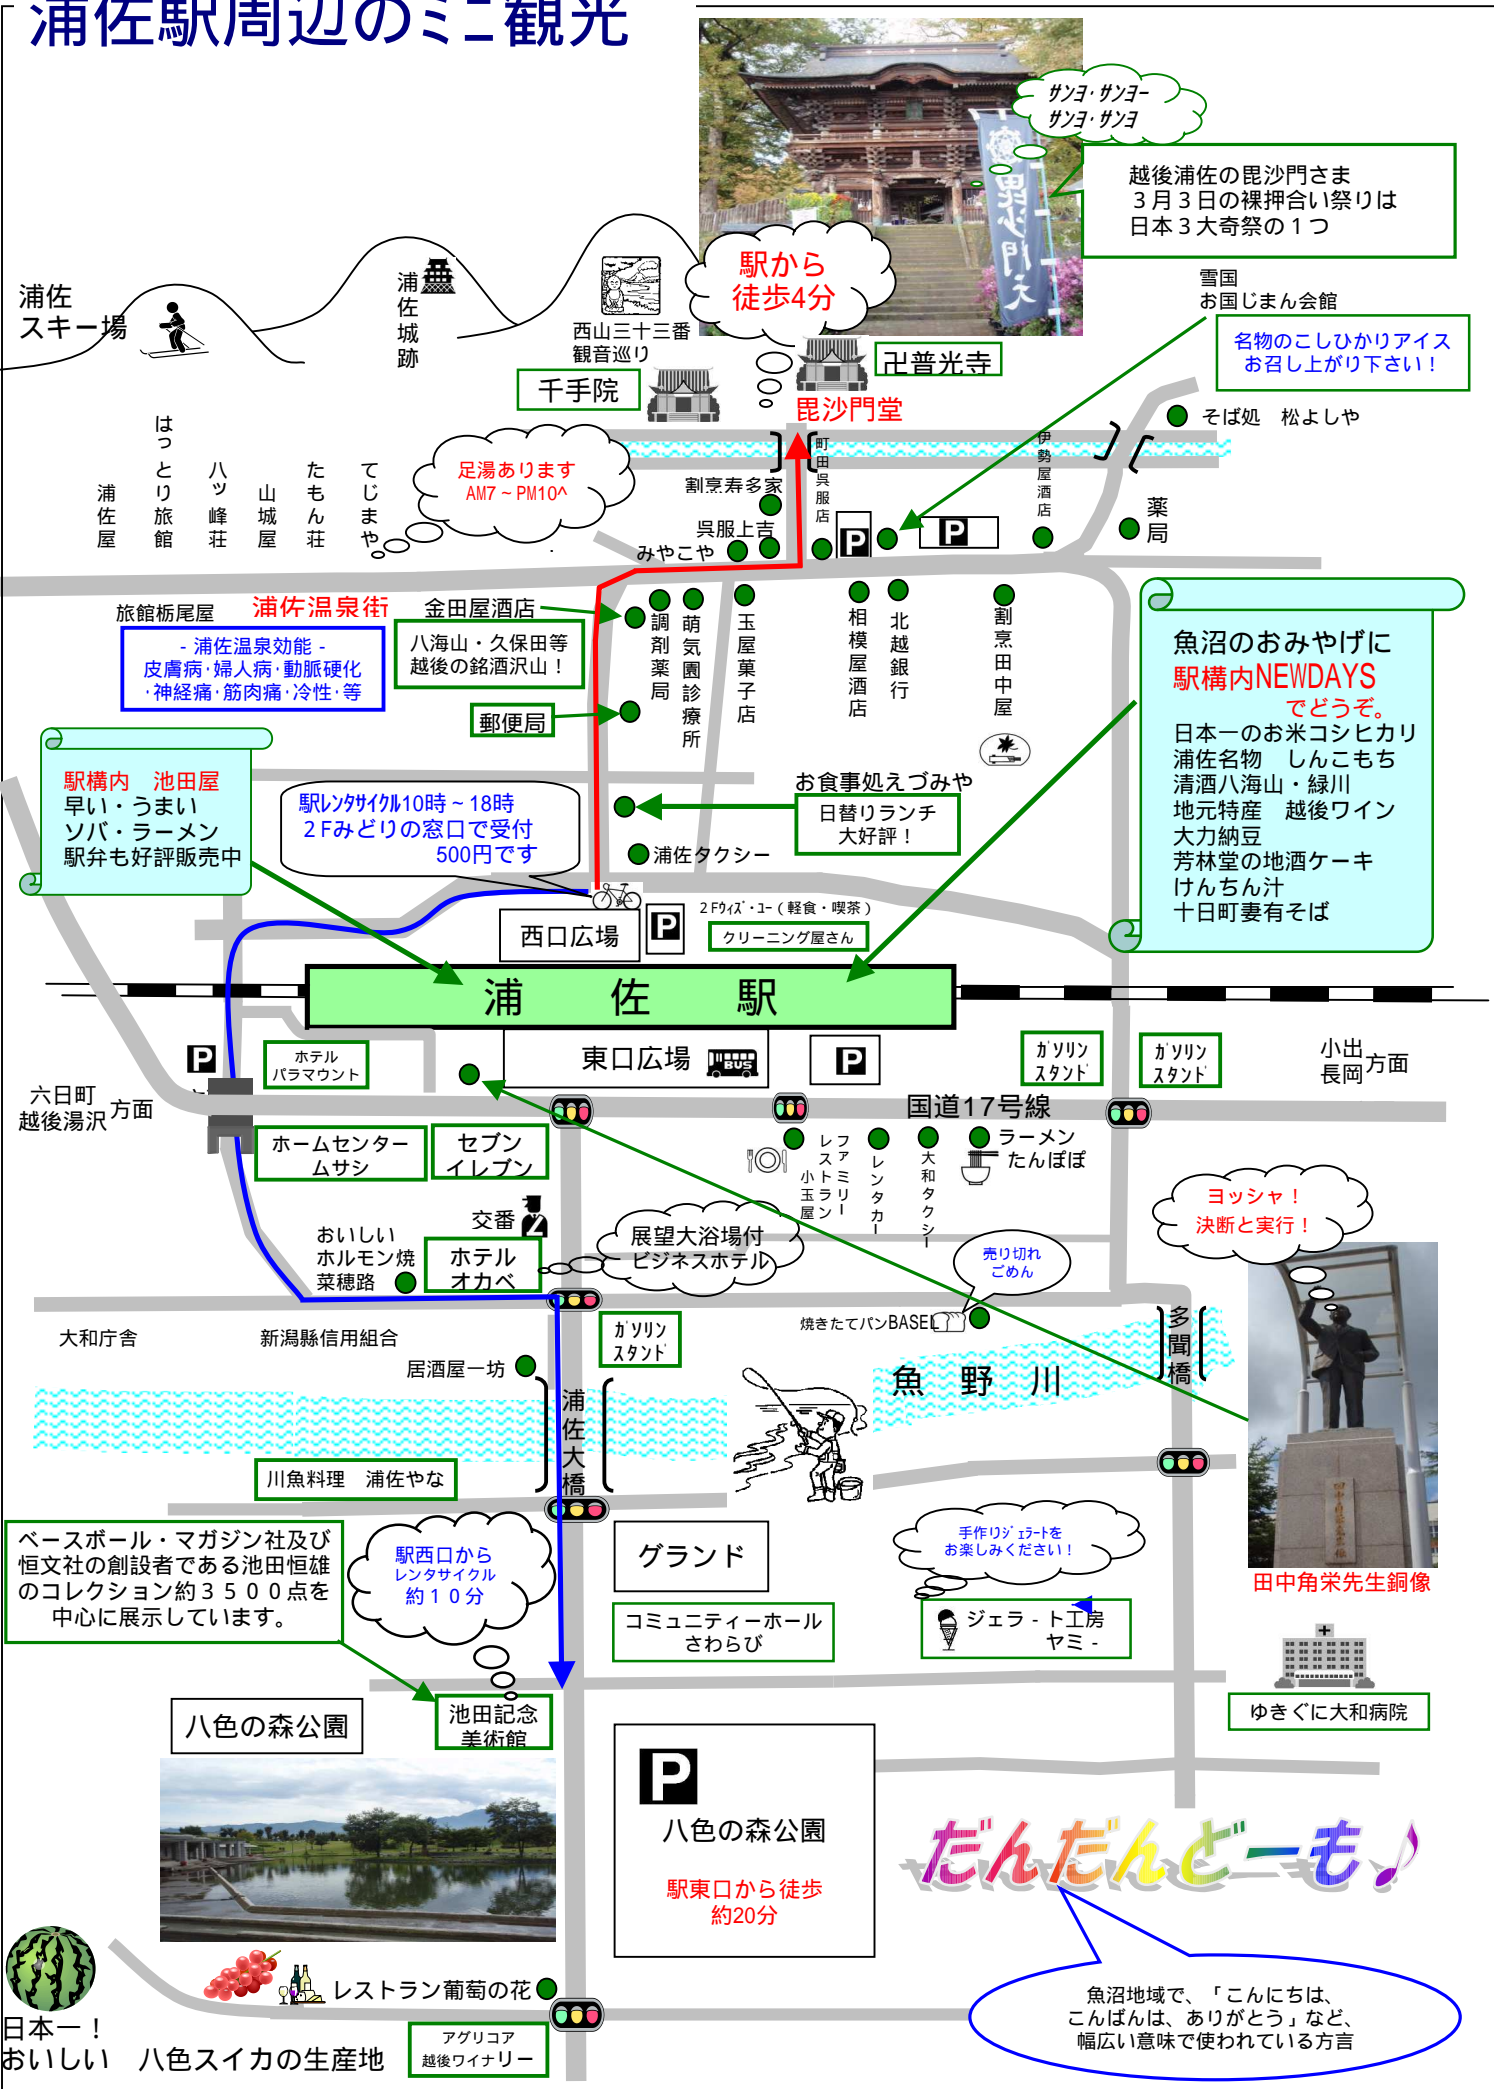 浦佐駅周辺のミニ観光
サンヨ・サンヨー
サンヨ・サンヨ
越後浦佐の毘沙門さま
３月３日の裸押合い祭りは
日本３大奇祭の１つ
毘沙門天
駅から
徒歩4分
浦佐
スキー場
浦佐城跡
西山三十三番
観音巡り
千手院
卍普光寺
毘沙門堂
雪国
お国じまん会館
名物のこしひかりアイス
お召し上がり下さい！
そば処　松よしや
浦佐屋
はっとり旅館
八ッ峰荘
山城屋
たもん荘
てじまや
足湯あります
AM7～PM10^
割烹寿多家
町田呉服店
伊勢屋酒店
薬局
呉服上吉
みやこや
P
P
旅館栃尾屋
浦佐温泉街
金田屋酒店
- 浦佐温泉効能 -
皮膚病･婦人病･動脈硬化
･神経痛･筋肉痛･冷性･等
八海山・久保田等
越後の銘酒沢山！
郵便局
調剤薬局
萌気園診療所
玉屋菓子店
相模屋酒店
北越銀行
割烹田中屋
魚沼のおみやげに
駅構内NEWDAYS
でどうぞ。
日本一のお米コシヒカリ
浦佐名物　しんこもち
清酒八海山・緑川
地元特産　越後ワイン
大力納豆
芳林堂の地酒ケーキ
けんちん汁
十日町妻有そば
駅構内　池田屋
早い・うまい
ソバ・ラーメン
駅弁も好評販売中
駅ﾚﾝﾀｻｲｸﾙ10時～18時
２Fみどりの窓口で受付
500円です
お食事処えづみや
日替りランチ
大好評！
浦佐タクシー
西口広場
P
２Fｳｨｽﾞ･ﾕｰ（軽食・喫茶）
クリーニング屋さん
浦佐駅
東口広場
BUS
P
P
ホテル
パラマウント
ｶﾞｿﾘﾝ
ｽﾀﾝﾄﾞ
ｶﾞｿﾘﾝ
ｽﾀﾝﾄﾞ
小出
長岡
方面
六日町
越後湯沢
方面
国道17号線
ホームセンター
ムサシ
セブン
イレブン
ファミリー
レストラン
小玉屋
レンタカー
大和タクシー
ラーメン
たんぽぽ
交番
おいしい
ホルモン焼
菜穂路
ホテル
オカベ
展望大浴場付
ビジネスホテル
売り切れ
ごめん
ヨッシャ！
決断と実行！
大和庁舎
新潟縣信用組合
ｶﾞｿﾘﾝ
ｽﾀﾝﾄﾞ
焼きたてパンBASEL
居酒屋一坊
浦佐大橋
魚野川
多聞橋
川魚料理　浦佐やな
田中角栄先生銅像
ベースボール・マガジン社及び
恒文社の創設者である池田恒雄
のコレクション約３５００点を
中心に展示しています。
駅西口から
レンタサイクル
約１０分
グランド
コミュニティーホール
さわらび
手作りｼﾞｪﾗｰﾄを
お楽しみください！
ジェラ-ト工房
ヤミ-
ゆきぐに大和病院
八色の森公園
池田記念
美術館
P
八色の森公園
駅東口から徒歩
約20分
だんだんどーも♪
魚沼地域で、「こんにちは、
こんばんは、ありがとう」など、
幅広い意味で使われている方言
レストラン葡萄の花
日本一！
おいしい　八色スイカの生産地
アグリコア
越後ワイナリー